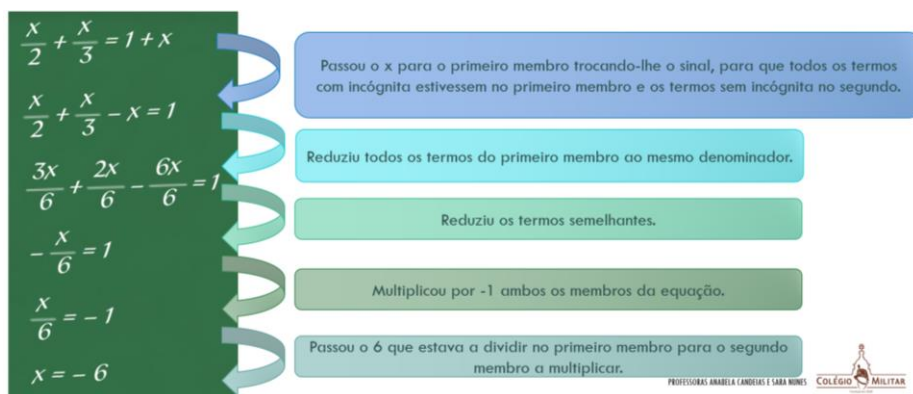 x/2 + x/3 = 1 + x
Passou o x para o primeiro membro trocando-lhe o sinal, para que todos os termos
com incógnita estivessem no primeiro membro e os termos sem incógnita no segundo.
x/2 + x/3 - x = 1
Reduziu todos os termos do primeiro membro ao mesmo denominador.
3x/6 + 2x/6 - 6x/6 = 1
Reduziu os termos semelhantes.
- x/6 = 1
Multiplicou por -1 ambos os membros da equação.
x/6 = - 1
Passou o 6 que estava a dividir no primeiro membro para o segundo
membro a multiplicar.
x = - 6
PROFESSORAS ANABELA CANDEIAS E SARA NUNES
COLÉGIO MILITAR